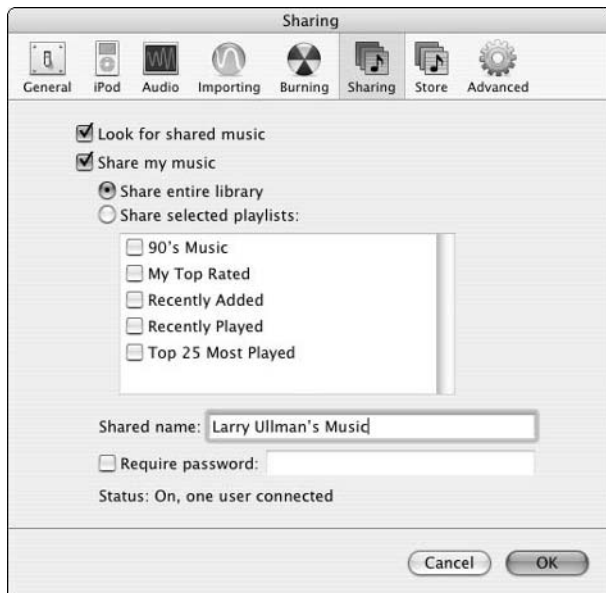 Sharing
General iPod Audio Importing Burning Sharing Store Advanced
Look for shared music
Share my music
Share entire library
Share selected playlists:
90's Music
My Top Rated
Recently Added
Recently Played
Top 25 Most Played
Shared name: Larry Ullman's Music
Require password:
Status: On, one user connected
Cancel OK